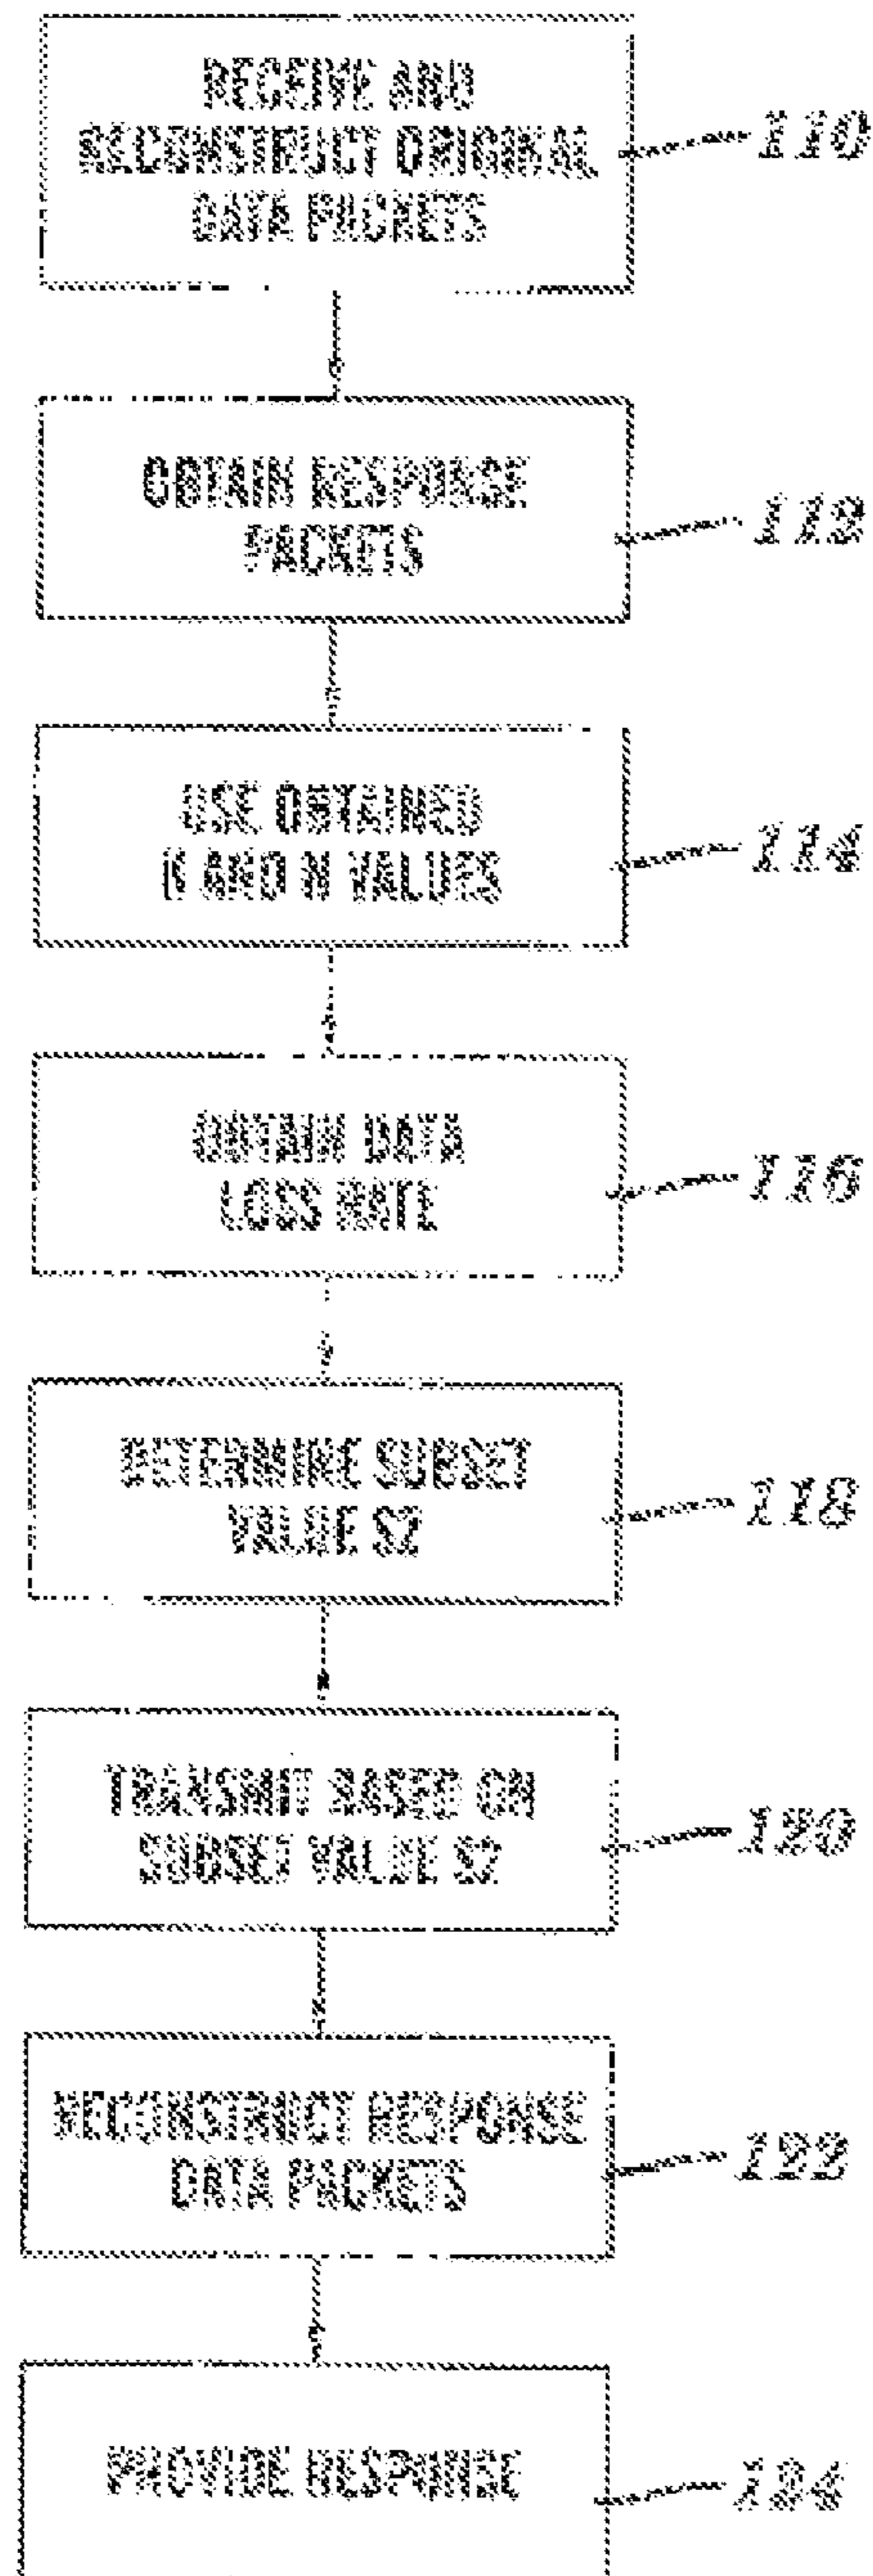 RECEIVE AND
RECONSTRUCT ORIGINAL
DATA PACKETS
110
OBTAIN RESPONSE
PACKETS
112
USE OBTAINED
AND N VALUES
114
OBTAIN DATA
LOSS RATE
116
DETERMINE SUBSET
VALUE S2
118
TRANSMIT BASED ON
SUBSET VALUE S2
120
RECONSTRUCT RESPONSE
DATA PACKETS
122
PROVIDE RESPONSE
124